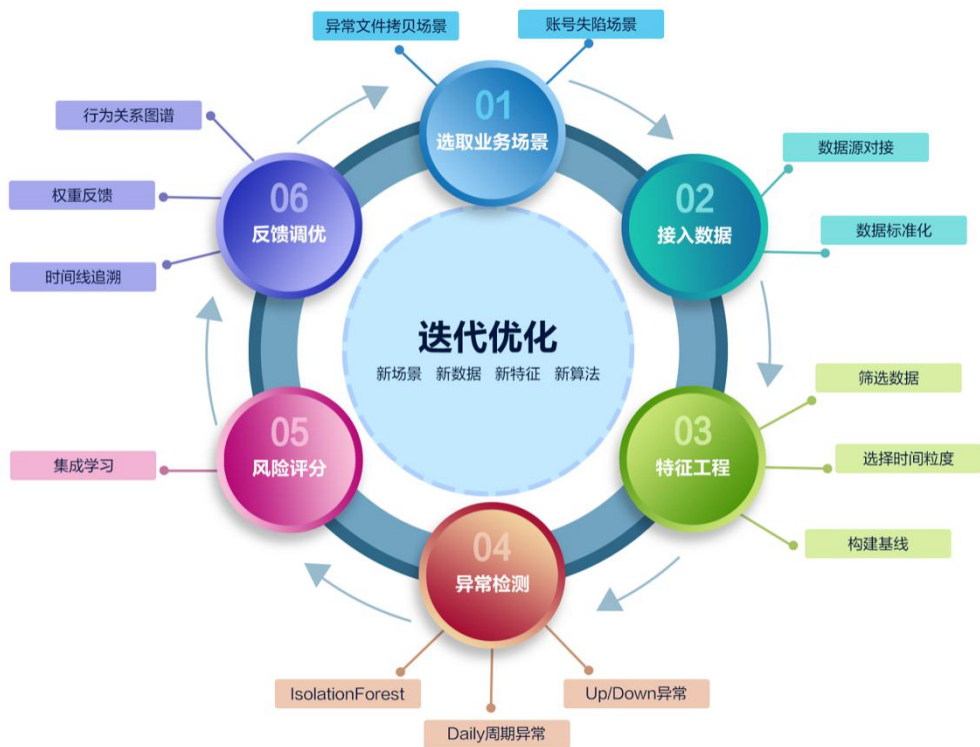 异常文件拷贝场景
账号失陷场景
01
选取业务场景
数据源对接
数据标准化
02
接入数据
筛选数据
选择时间粒度
构建基线
03
特征工程
04
异常检测
IsolationForest
Daily周期异常
Up/Down异常
05
风险评分
集成学习
06
反馈调优
行为关系图谱
权重反馈
时间线追溯
迭代优化
新场景 新数据 新特征 新算法